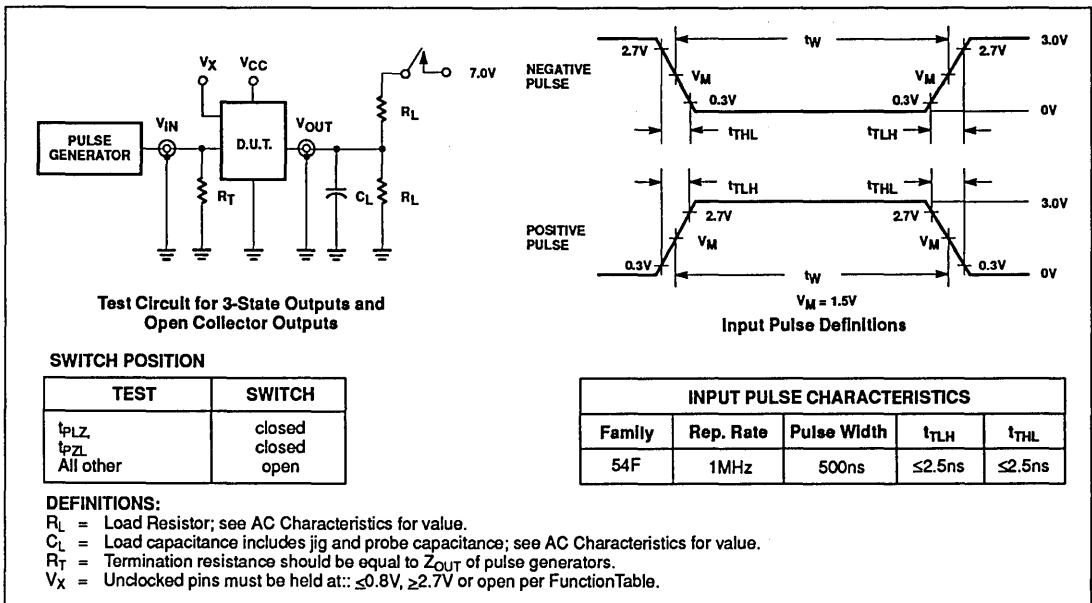 VX
VCC
7.0V
RL
PULSE
GENERATOR
VIN
D.U.T.
VOUT
RT
CL
RL
Test Circuit for 3-State Outputs and
Open Collector Outputs
NEGATIVE
PULSE
2.7V
tW
2.7V
3.0V
VM
VM
0.3V
0.3V
0V
tTHL
tTLH
tTLH
tTHL
POSITIVE
PULSE
2.7V
2.7V
3.0V
VM
VM
0.3V
tW
0.3V
0V
VM = 1.5V
Input Pulse Definitions
SWITCH POSITION
TEST SWITCH
tPLZ, closed
tPZL closed
All other open
INPUT PULSE CHARACTERISTICS
Family Rep. Rate Pulse Width tTLH tTHL
54F 1MHz 500ns ≤2.5ns ≤2.5ns
DEFINITIONS:
RL = Load Resistor; see AC Characteristics for value.
CL = Load capacitance includes jig and probe capacitance; see AC Characteristics for value.
RT = Termination resistance should be equal to ZOUT of pulse generators.
VX = Unclocked pins must be held at:: ≤0.8V, ≥2.7V or open per FunctionTable.